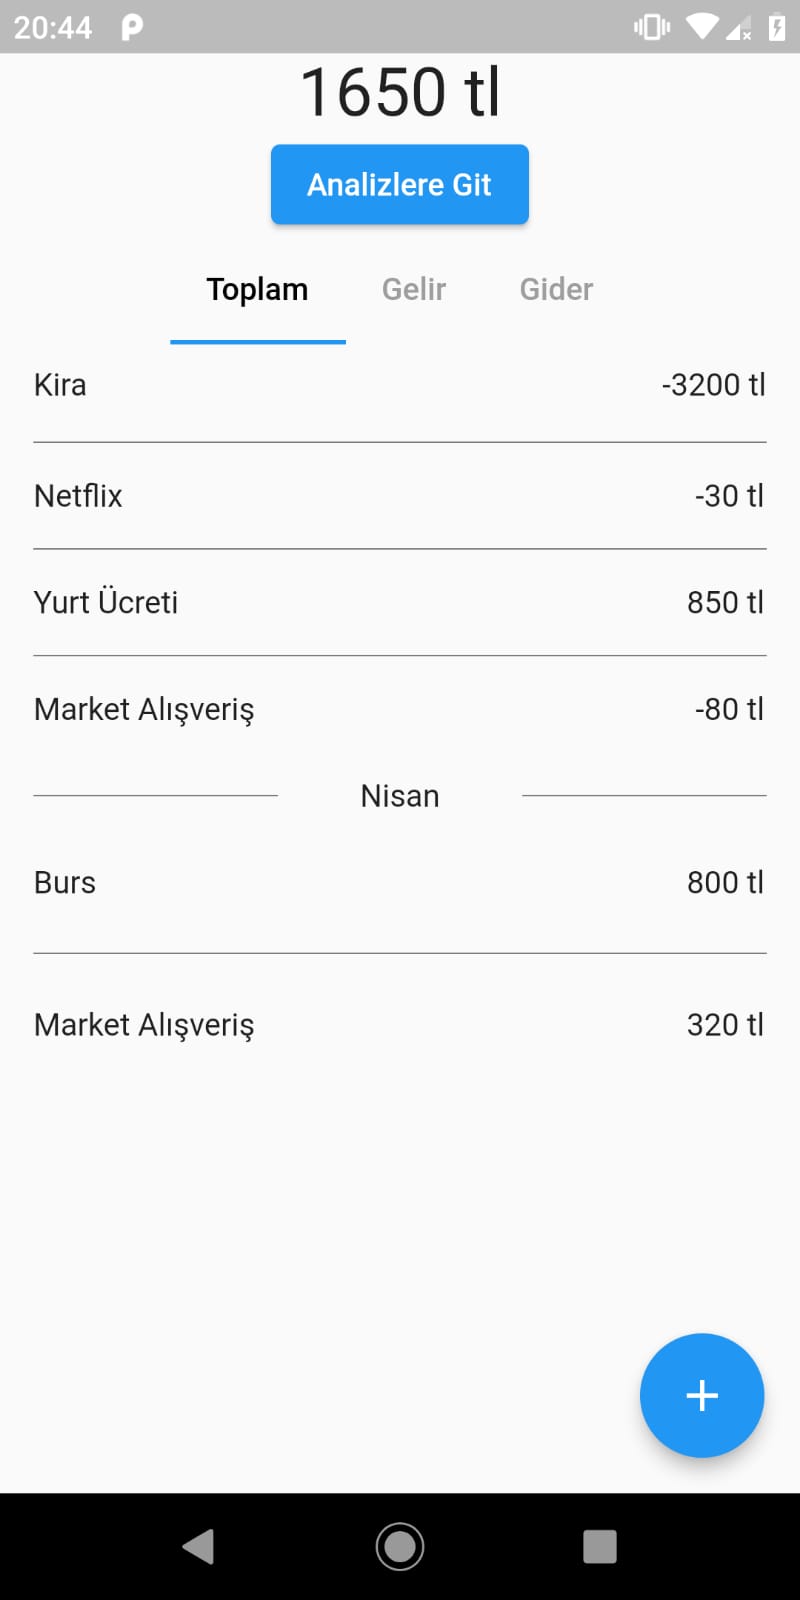 20:44
1650 tl
Analizlere Git
Toplam Gelir Gider
Kira -3200 tl
Netflix -30 tl
Yurt Ücreti 850 tl
Market Alışveriş -80 tl
Nisan
Burs 800 tl
Market Alışveriş 320 tl